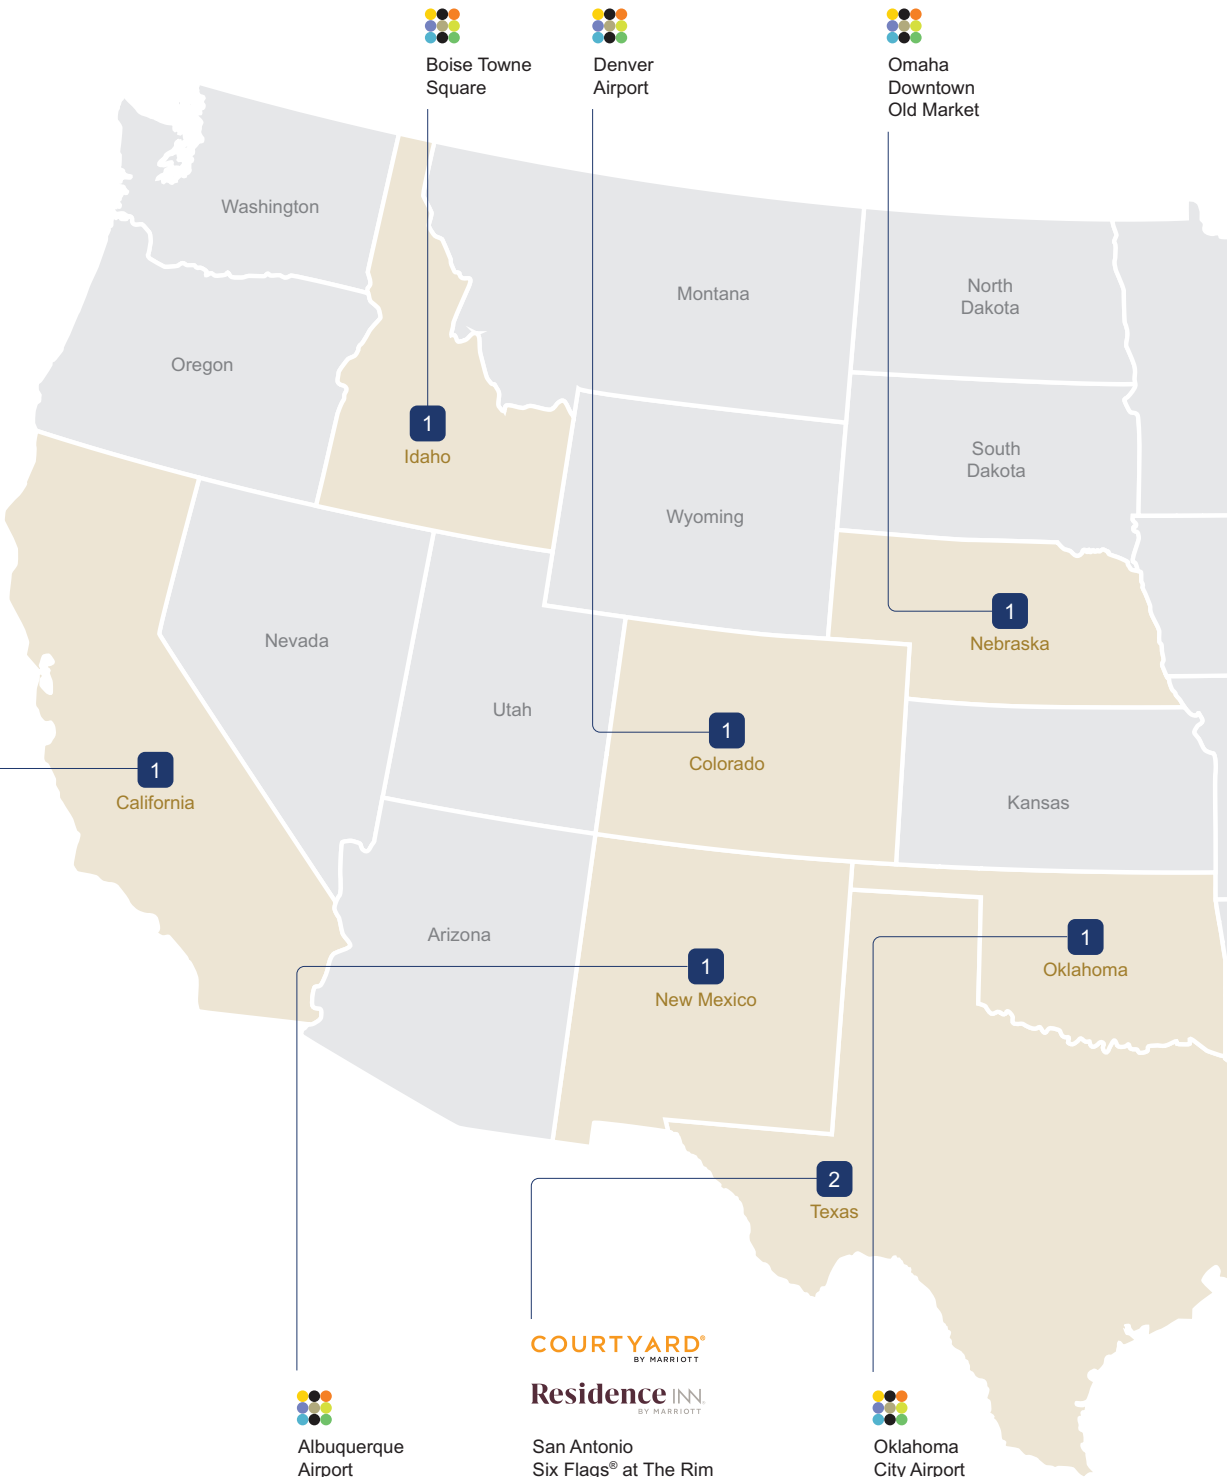 Boise Towne
Square
Denver
Airport
Omaha
Downtown
Old Market
Washington
Montana
North
Dakota
Oregon
1
Idaho
South
Dakota
Wyoming
Nevada
1
Nebraska
Utah
1
Colorado
1
California
Kansas
Arizona
1
New Mexico
1
Oklahoma
2
Texas
COURTYARD®
BY MARRIOTT
Residence INN.
BY MARRIOTT
Albuquerque
Airport
San Antonio
Six Flags® at The Rim
Oklahoma
City Airport